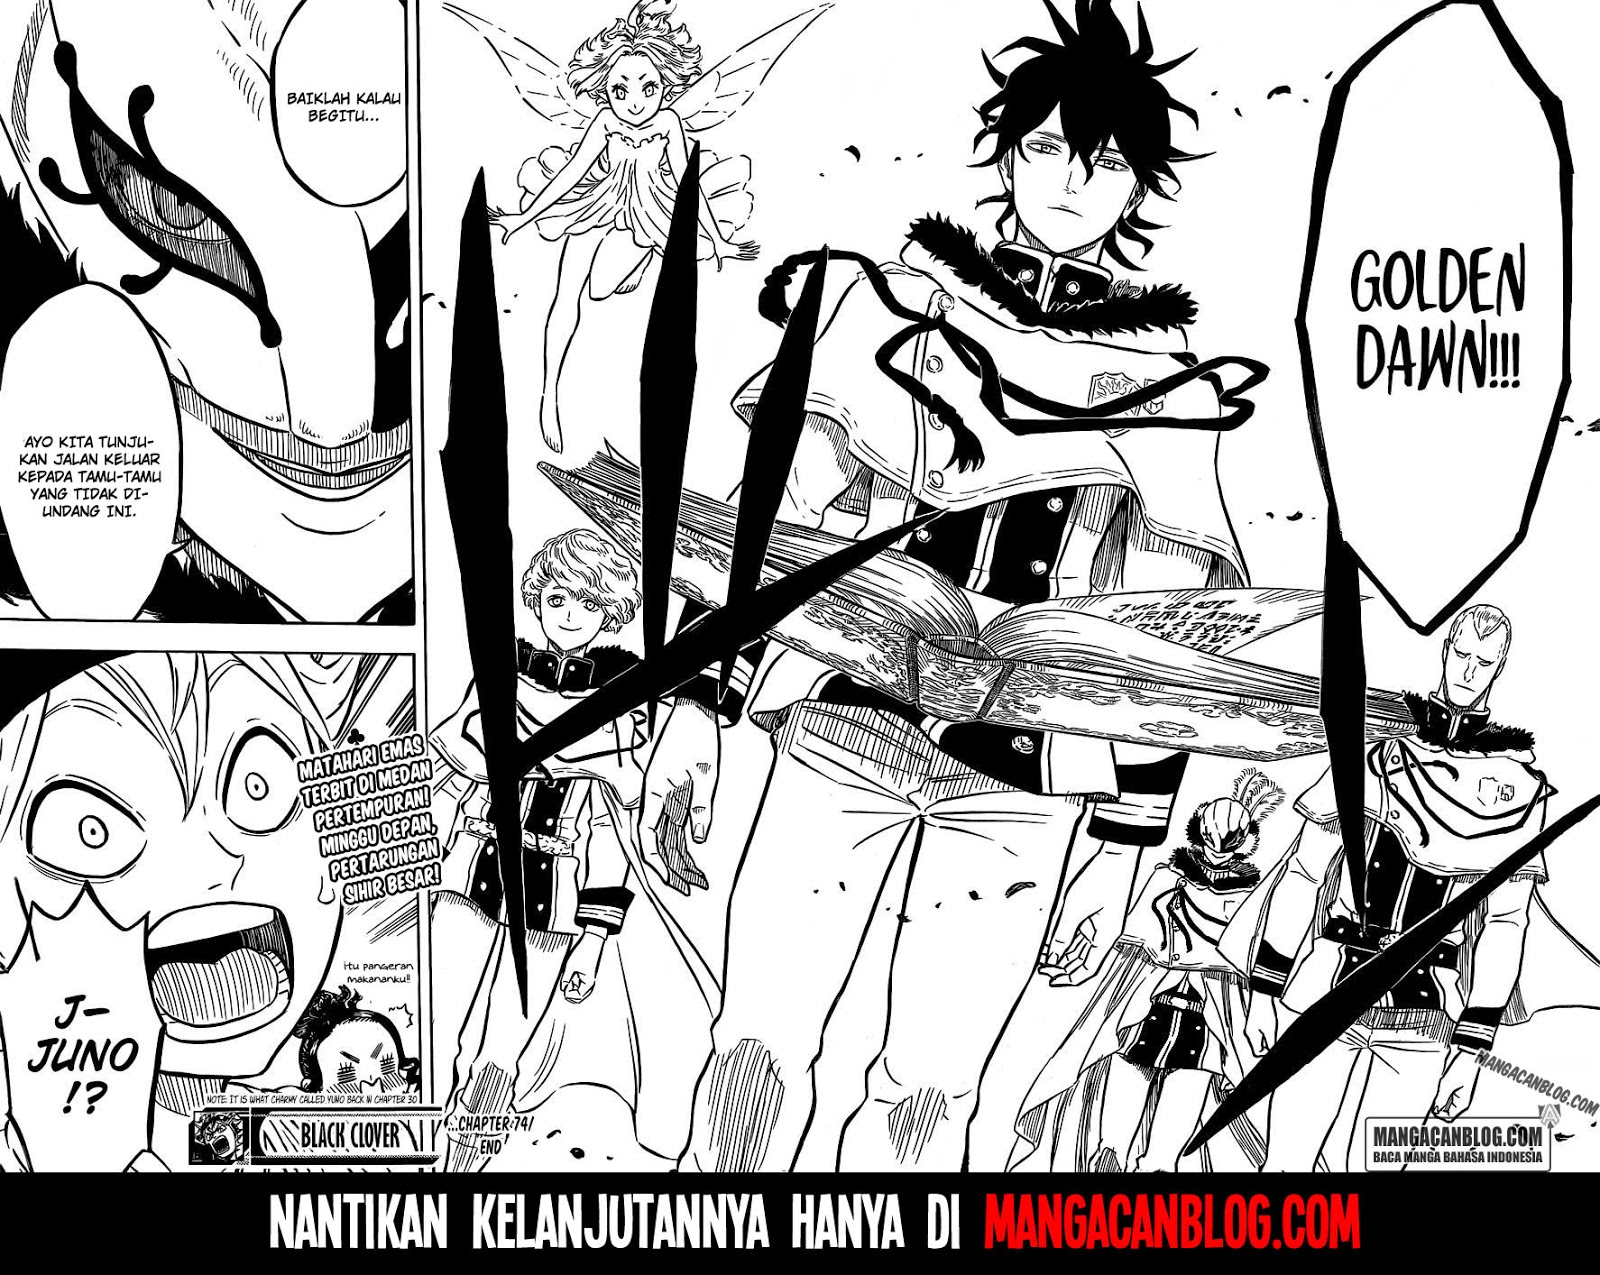 BAIKLAH KALAU
BEGITU...
AYO KITA TUNJU-
KAN JALAN KELUAR
KEPADA TAMU-TAMU
YANG TIDAK DI-
UNDANG INI.
GOLDEN
DAWN!!!
MATAHARI EMAS
TERBIT DI MEDAN
PERTEMPURAN!
MINGGU DEPAN,
PERTARUNGAN
SIHIR BESAR!
J-
JUNO
!?
itu pangeran
makananku!!
NOTE: IT IS WHAT CHARMY CALLED YUNO BACK IN CHAPTER 30
BLACK CLOVER
...CHAPTER 74/
END
MANGACANBLOG.COM
MANGACANBLOG.COM
BACA MANGA BAHASA INDONESIA
NANTIKAN KELANJUTANNYA HANYA DI MANGACANBLOG.COM